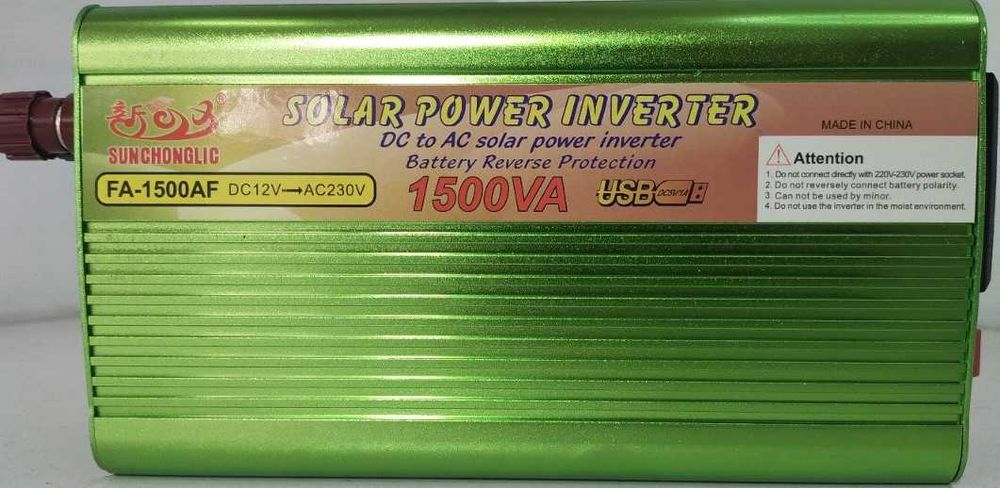 SOLAR POWER INVERTER
DC to AC solar power inverter
Battery Reverse Protection
新
®
SUNCHONGLIC
FA-1500AF DC12V→AC230V
1500VA
USB DC5V/1A
MADE IN CHINA
Attention
1. Do not connect directly with 220V-230V power socket.
2. Do not reversely connect battery polarity.
3. Can not be used by minor.
4. Do not use the inverter in the moist environment.